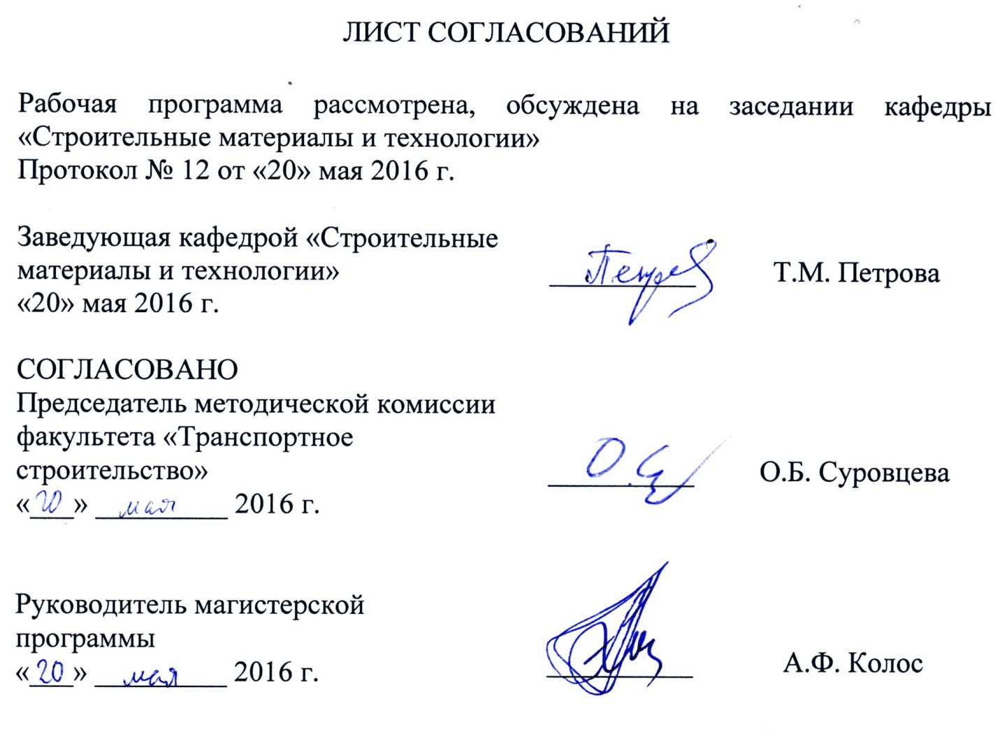 ЛИСТ СОГЛАСОВАНИЙ
Рабочая программа рассмотрена, обсуждена на заседании кафедры
«Строительные материалы и технологии»
Протокол № 12 от «20» мая 2016 г.
Заведующая кафедрой «Строительные
материалы и технологии»
Т.М. Петрова
«20» мая 2016 г.
СОГЛАСОВАНО
Председатель методической комиссии
факультета «Транспортное
строительство»
О.Б. Суровцева
«20» мая 2016 г.
Руководитель магистерской
программы
«20» мая 2016 г.
А.Ф. Колос